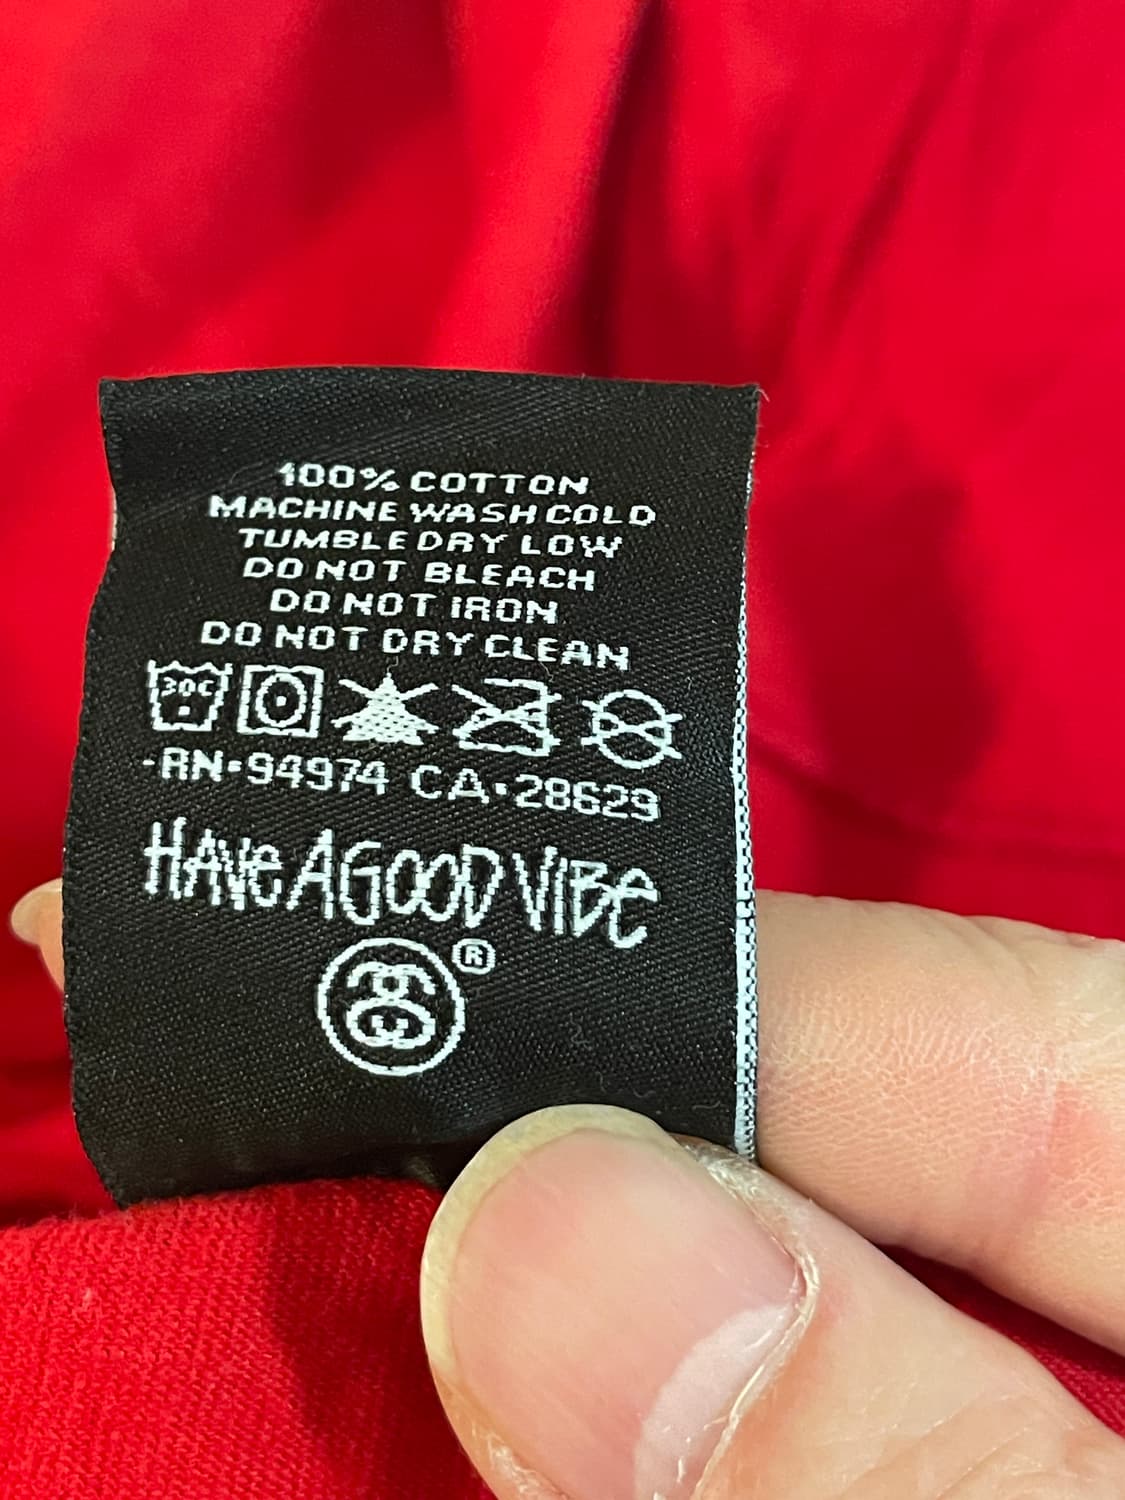 100% COTTON
MACHINE WASH COLD
TUMBLE DRY LOW
DO NOT BLEACH
DO NOT IRON
DO NOT DRY CLEAN
30C
-RN•94974 CA•28629
HAVE A GOOD VIBE
®